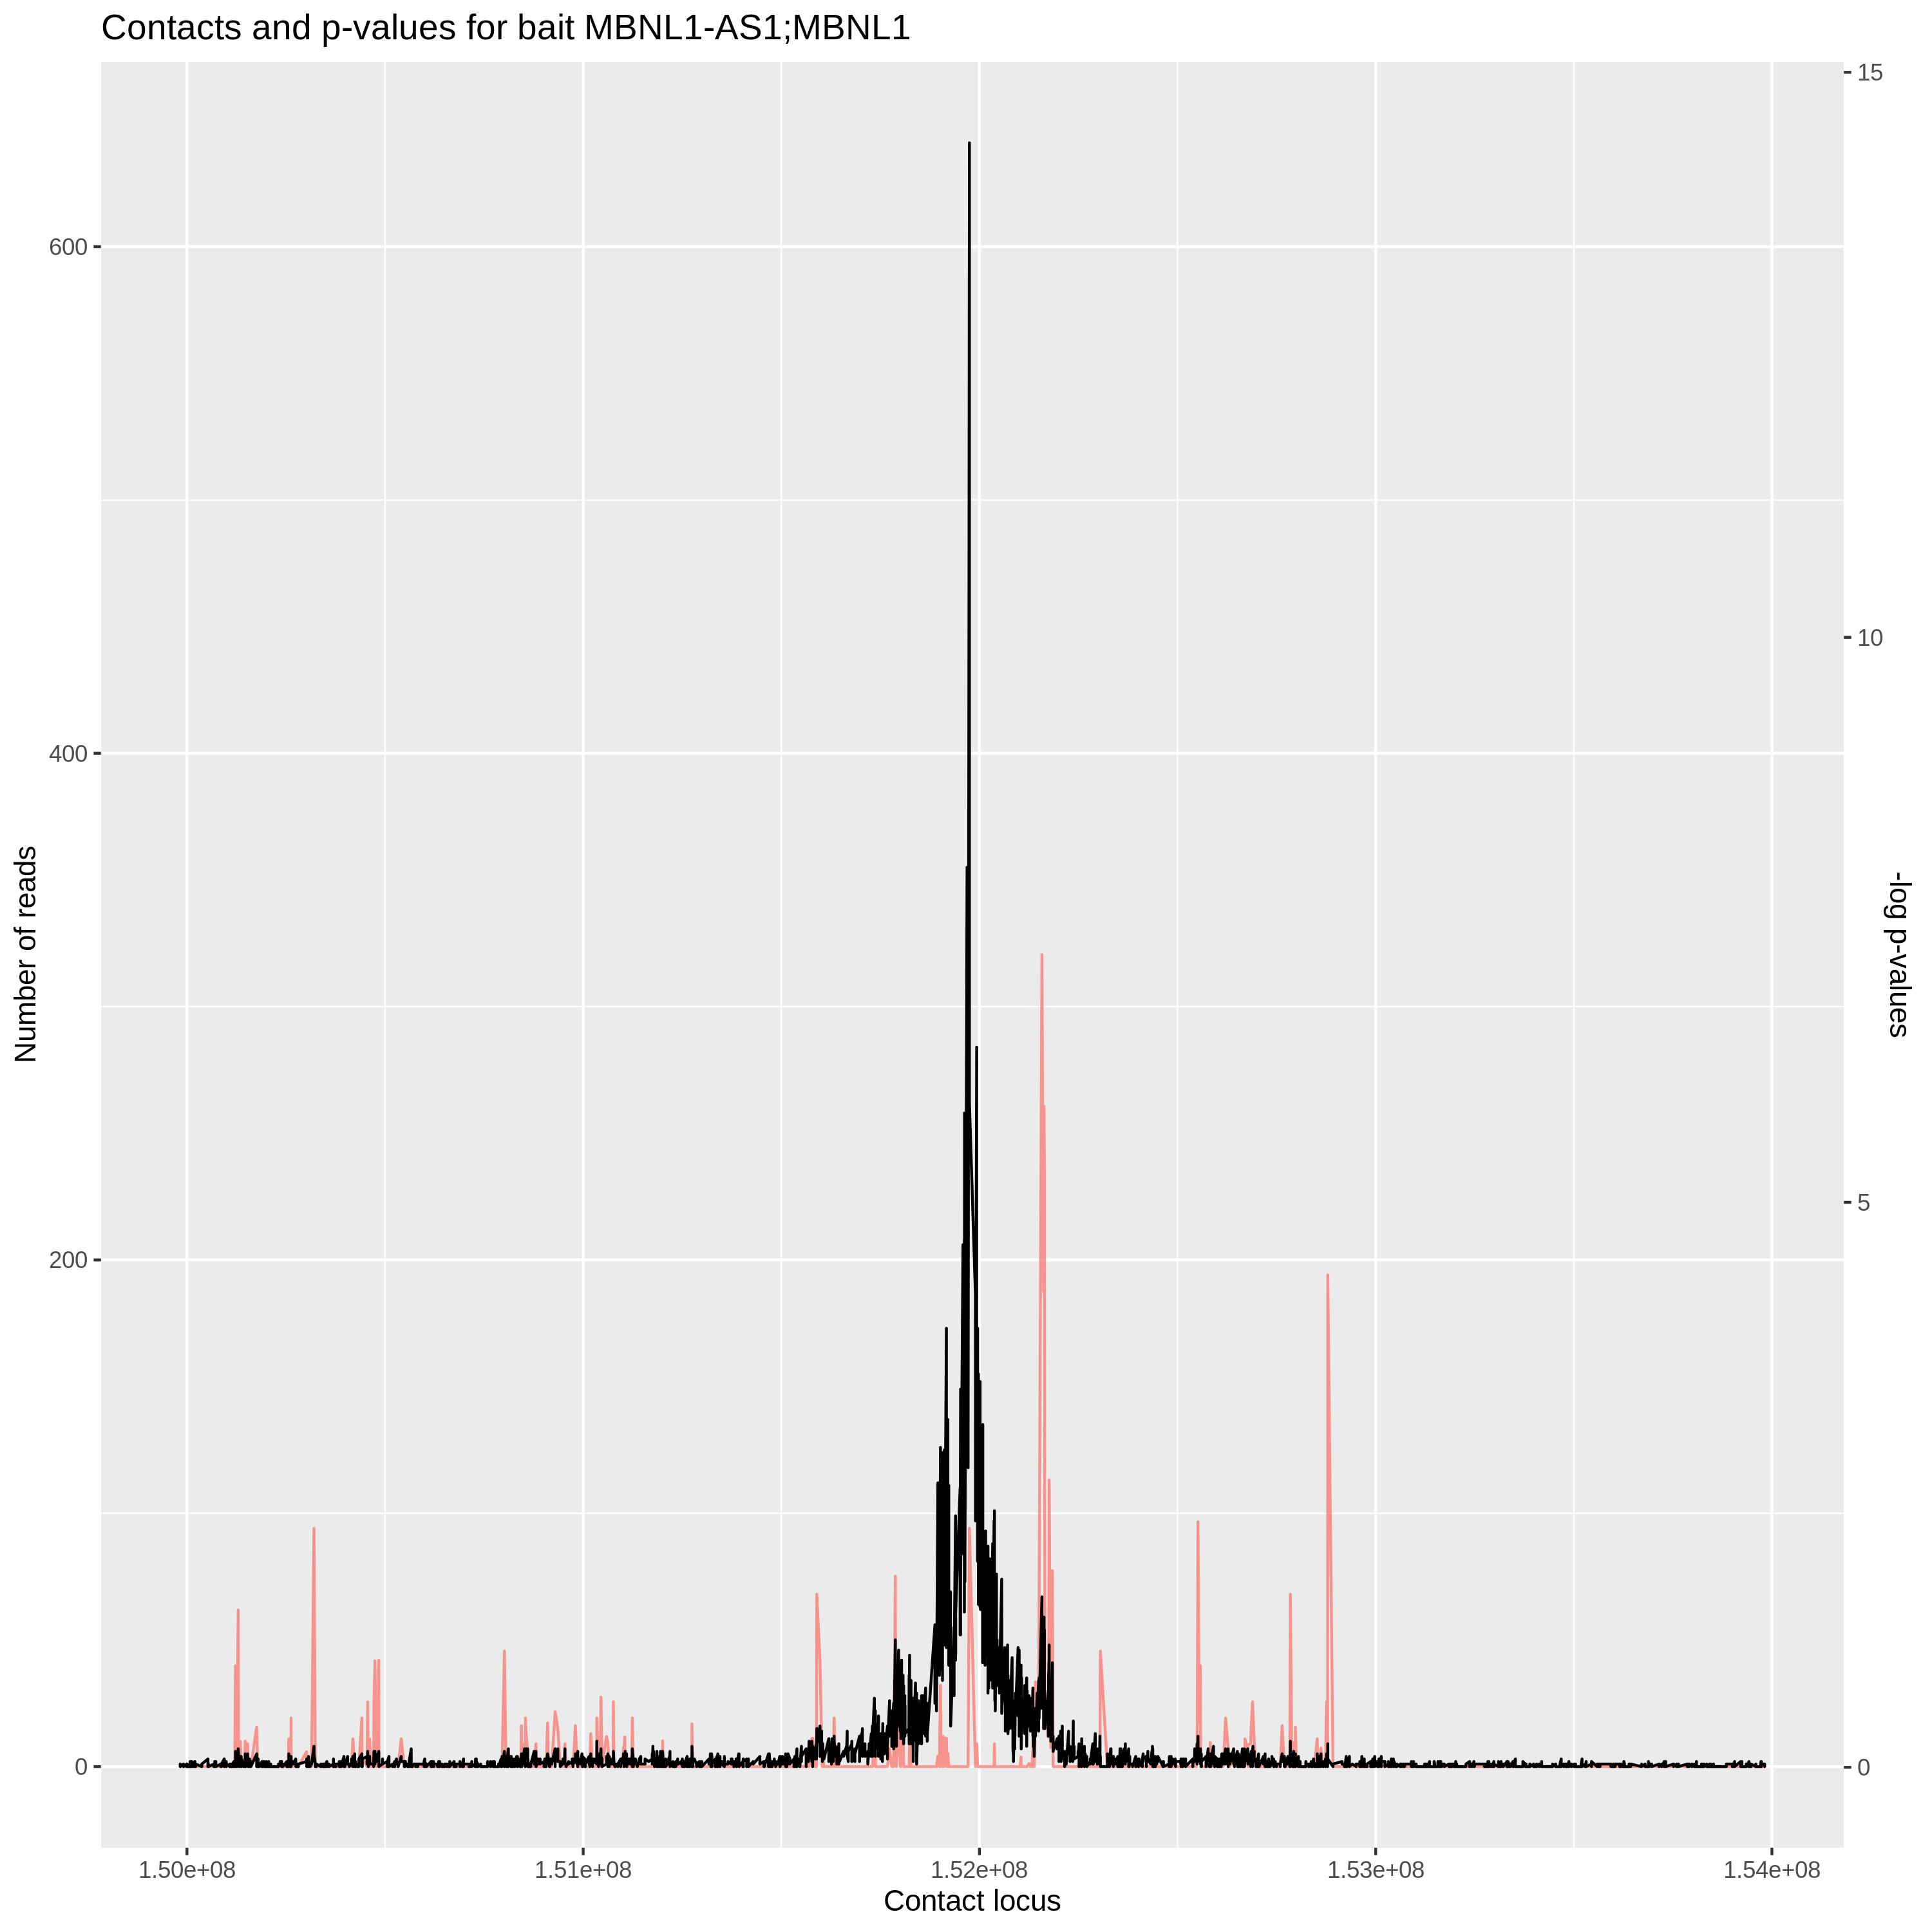 Contacts and p-values for bait MBNL1-AS1;MBNL1
15
600
10
400
Number of reads
-log p-values
5
200
0
0
1.50e+08
1.51e+08
1.52e+08
1.53e+08
1.54e+08
Contact locus